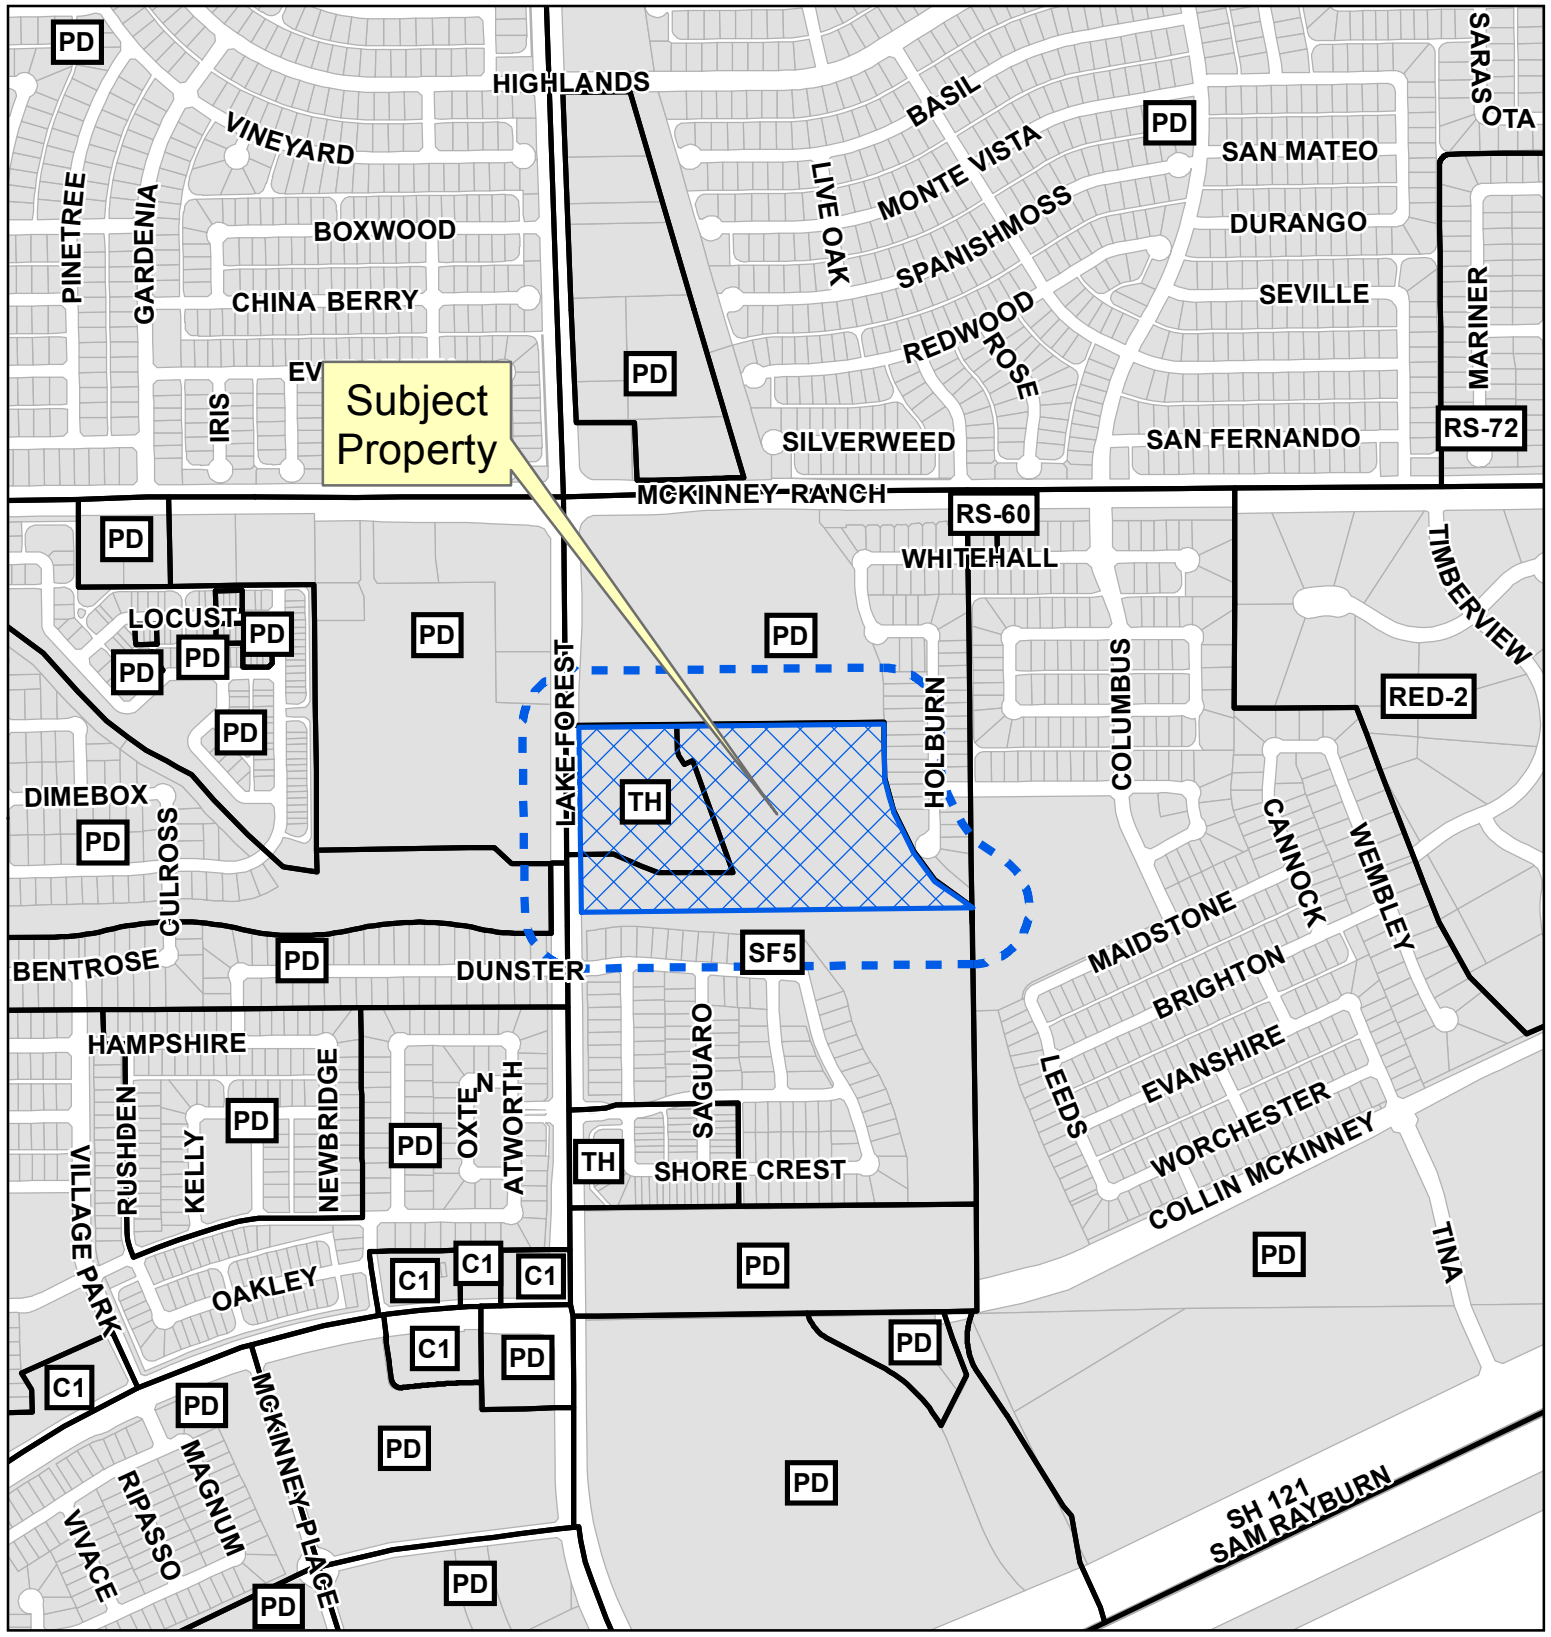 PD
HIGHLANDS
SARASOTA
BASIL
PD
VINEYARD
MONTE VISTA
SAN MATEO
LIVE OAK
PINETREE
GARDENIA
SPANISHMOSS
DURANGO
BOXWOOD
CHINA BERRY
SEVILLE
MARINER
REDWOOD
ROSE
EV
PD
IRIS
Subject
Property
SILVERWEED
SAN FERNANDO
RS-72
MCKINNEY RANCH
RS-60
PD
WHITEHALL
TIMBERVIEW
LOCUST
PD
PD
PD
PD
PD
PD
LAKE FOREST
COLUMBUS
RED-2
HOLBURN
PD
DIMEBOX
TH
PD
CULROSS
CANNOCK
WEMBLEY
MAIDSTONE
BENTROSE
PD
DUNSTER
SF5
BRIGHTON
HAMPSHIRE
SAGUARO
EVANSHIRE
RUSHDEN
KELLY
PD
NEWBRIDGE
OXTEN
ATWORTH
PD
LEEDS
WORCHESTER
COLLIN MCKINNEY
TH
SHORE CREST
VILLAGE PARK
TINA
PD
PD
OAKLEY
C1
C1
C1
C1
PD
PD
C1
PD
MCKINNEY PLACE
PD
PD
MAGNUM
RIPASSO
VIVACE
SH 121
SAM RAYBURN
PD
PD